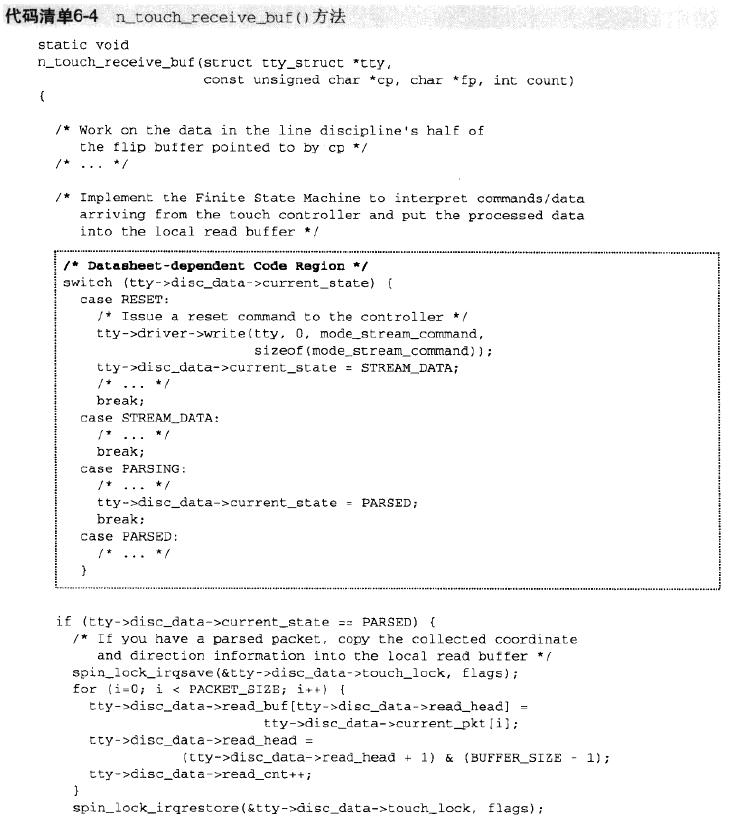 代码清单6-4 n_touch_receive_buf()方法
static void
n_touch_receive_buf(struct tty_struct *tty,
const unsigned char *cp, char *fp, int count)
{
/* Work on the data in the line discipline's half of
the flip buffer pointed to by cp */
/* ... */
/* Implement the Finite State Machine to interpret commands/data
arriving from the touch controller and put the processed data
into the local read buffer */
/* Datasheet-dependent Code Region */
switch (tty->disc_data->current_state) {
case RESET:
/* Issue a reset command to the controller */
tty->driver->write(tty, 0, mode_stream_command,
sizeof(mode_stream_command));
tty->disc_data->current_state = STREAM_DATA;
/* ... */
break;
case STREAM_DATA:
/* ... */
break;
case PARSING:
/* ... */
tty->disc_data->current_state = PARSED;
break;
case PARSED:
/* ... */
}
if (tty->disc_data->current_state == PARSED) {
/* If you have a parsed packet, copy the collected coordinate
and direction information into the local read buffer */
spin_lock_irqsave(&tty->disc_data->touch_lock, flags);
for (i=0; i < PACKET_SIZE; i++) {
tty->disc_data->read_buf[tty->disc_data->read_head] =
tty->disc_data->current_pkt[i];
tty->disc_data->read_head =
(tty->disc_data->read_head + 1) & (BUFFER_SIZE - 1);
tty->disc_data->read_cnt++;
}
spin_lock_irqrestore(&tty->disc_data->touch_lock, flags);